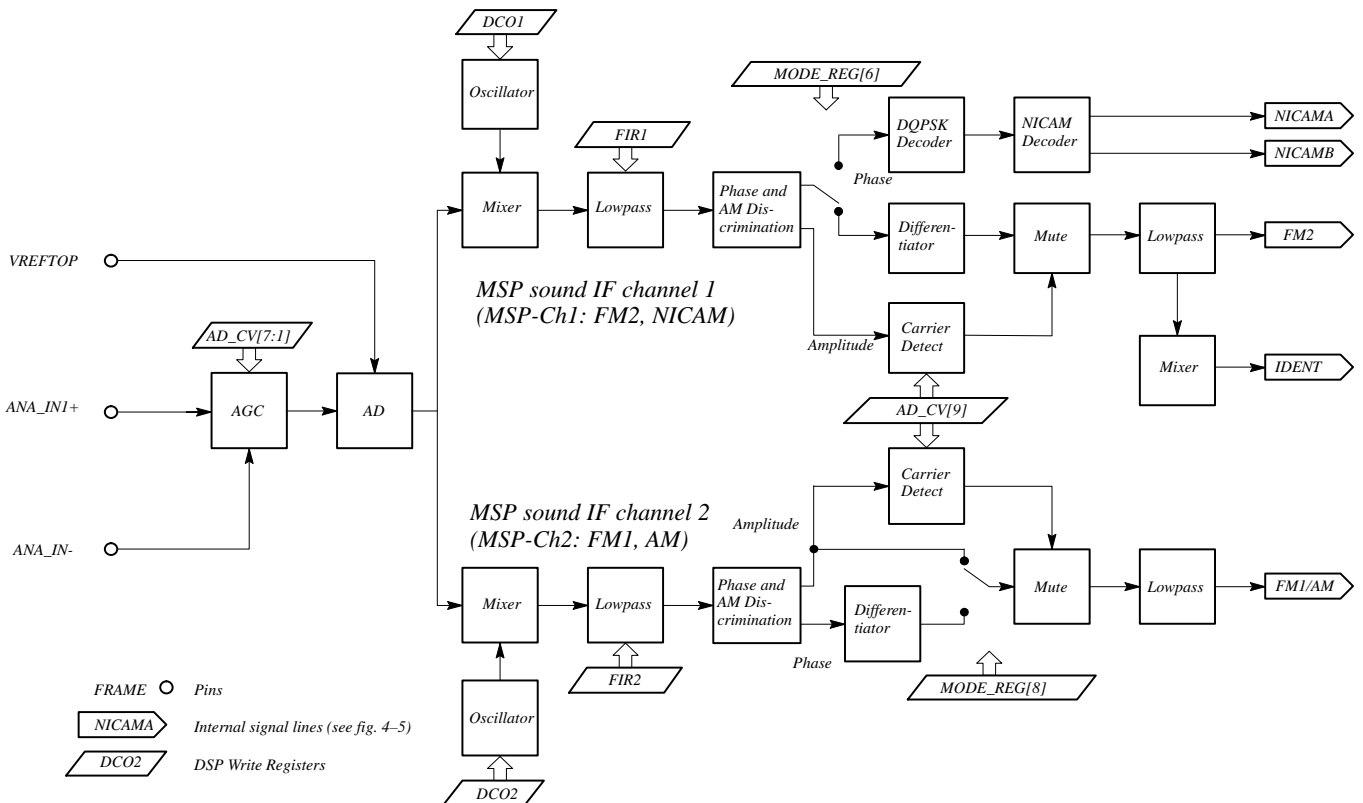 DCO1
Oscillator
MODE_REG[6]
FIR1
DQPSK
Decoder
NICAM
Decoder
NICAMA
NICAMB
Phase
Mixer
Lowpass
Phase and
AM Dis-
crimination
Differen-
tiator
Mute
Lowpass
FM2
VREFTOP
MSP sound IF channel 1
(MSP-Ch1: FM2, NICAM)
Amplitude
Carrier
Detect
Mixer
IDENT
AD_CV[7:1]
ANA_IN1+
AGC
AD
AD_CV[9]
Carrier
Detect
MSP sound IF channel 2
(MSP-Ch2: FM1, AM)
Amplitude
ANA_IN-
Mixer
Lowpass
Phase and
AM Dis-
crimination
Differen-
tiator
Mute
Lowpass
FM1/AM
Phase
FIR2
MODE_REG[8]
Oscillator
DCO2
FRAME
Pins
NICAMA
Internal signal lines (see fig. 4–5)
DCO2
DSP Write Registers